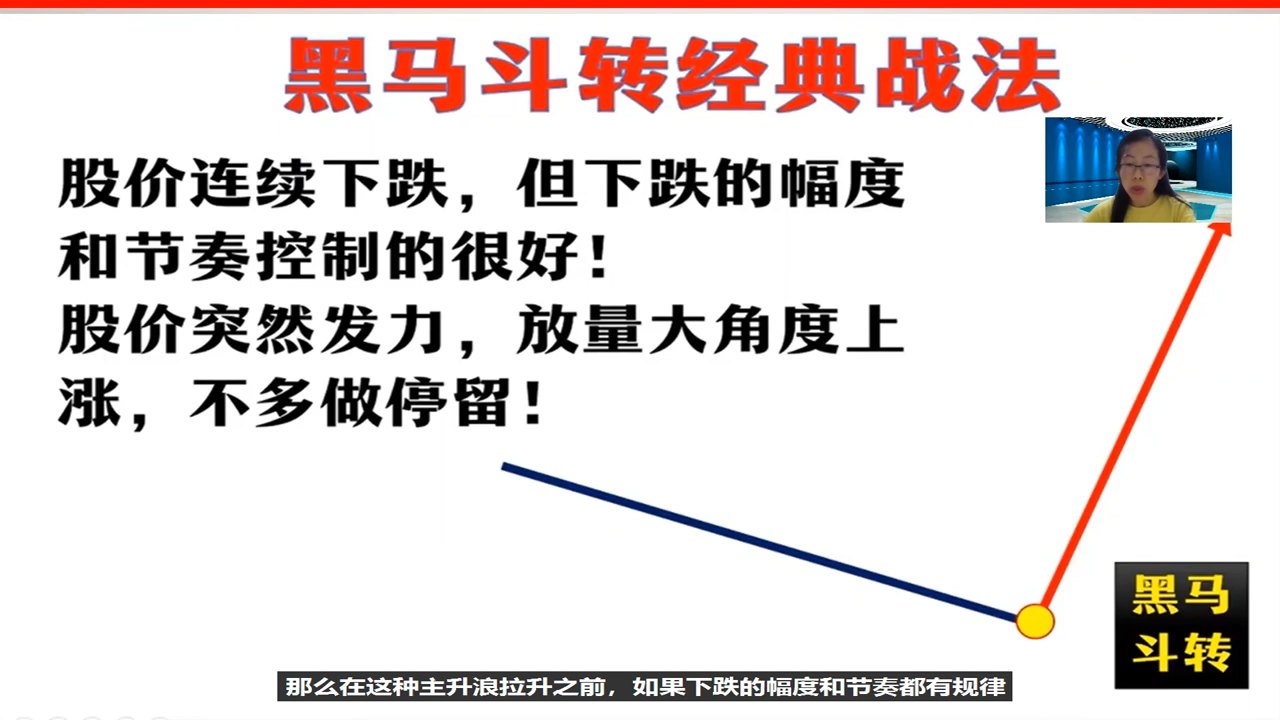 黑马斗转经典战法
股价连续下跌，但下跌的幅度
和节奏控制的很好！
股价突然发力，放量大角度上
涨，不多做停留！
黑马
斗转
那么在这种主升浪拉升之前，如果下跌的幅度和节奏都有规律